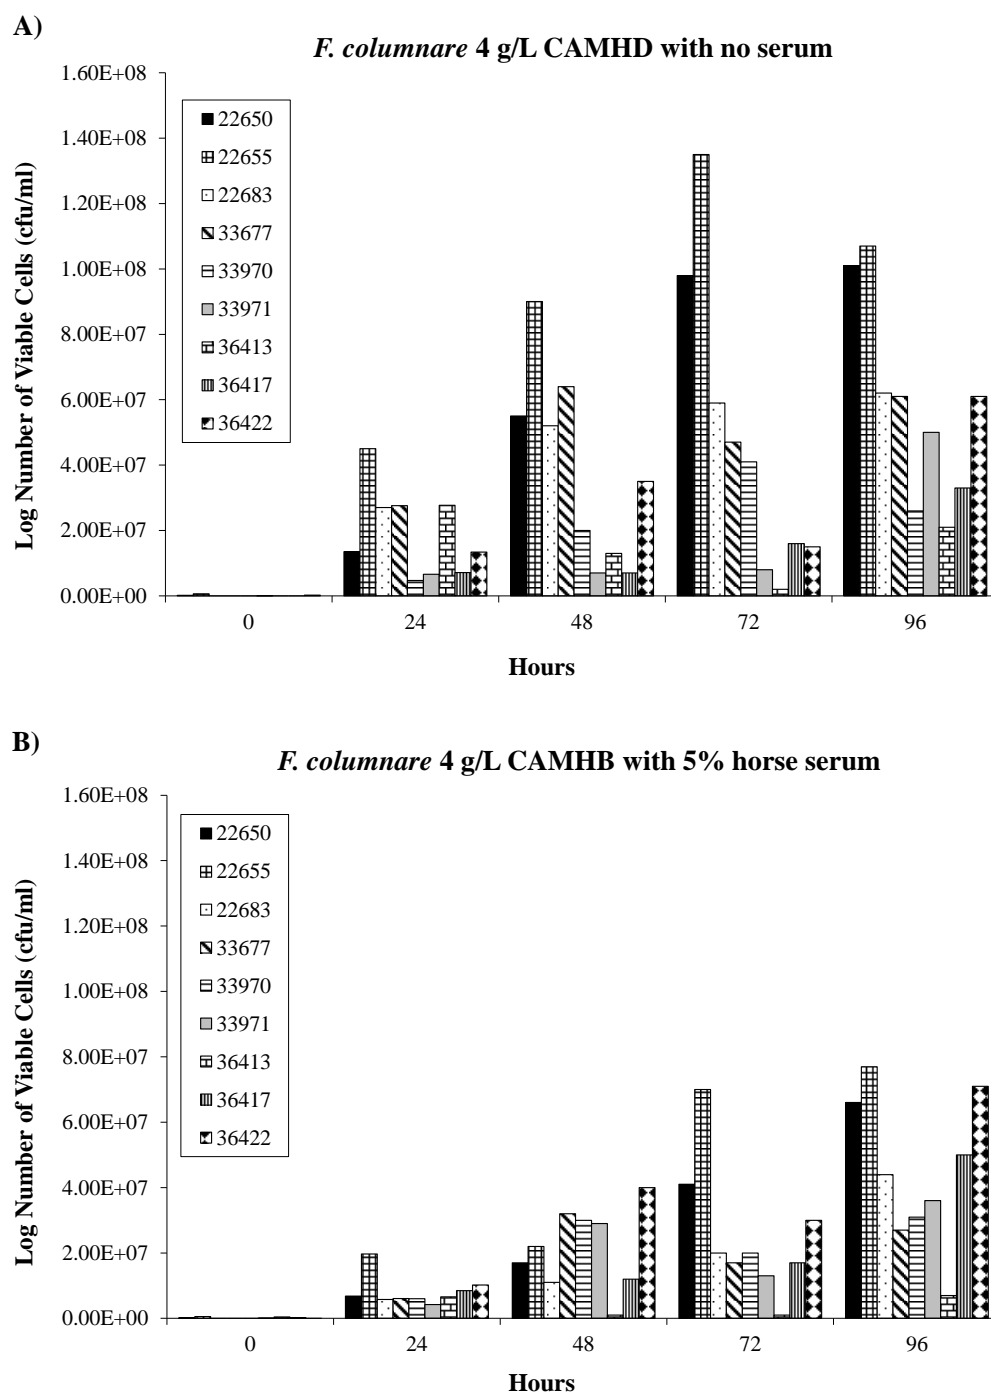 A)
F. columnare 4 g/L CAMHD with no serum
Log Number of Viable Cells (cfu/ml)
1.60E+08
1.40E+08
1.20E+08
1.00E+08
8.00E+07
6.00E+07
4.00E+07
2.00E+07
0.00E+00
22650
22655
22683
33677
33970
33971
36413
36417
36422
0 24 48 72 96
Hours
B)
F. columnare 4 g/L CAMHB with 5% horse serum
Log Number of Viable Cells (cfu/ml)
1.60E+08
1.40E+08
1.20E+08
1.00E+08
8.00E+07
6.00E+07
4.00E+07
2.00E+07
0.00E+00
22650
22655
22683
33677
33970
33971
36413
36417
36422
0 24 48 72 96
Hours